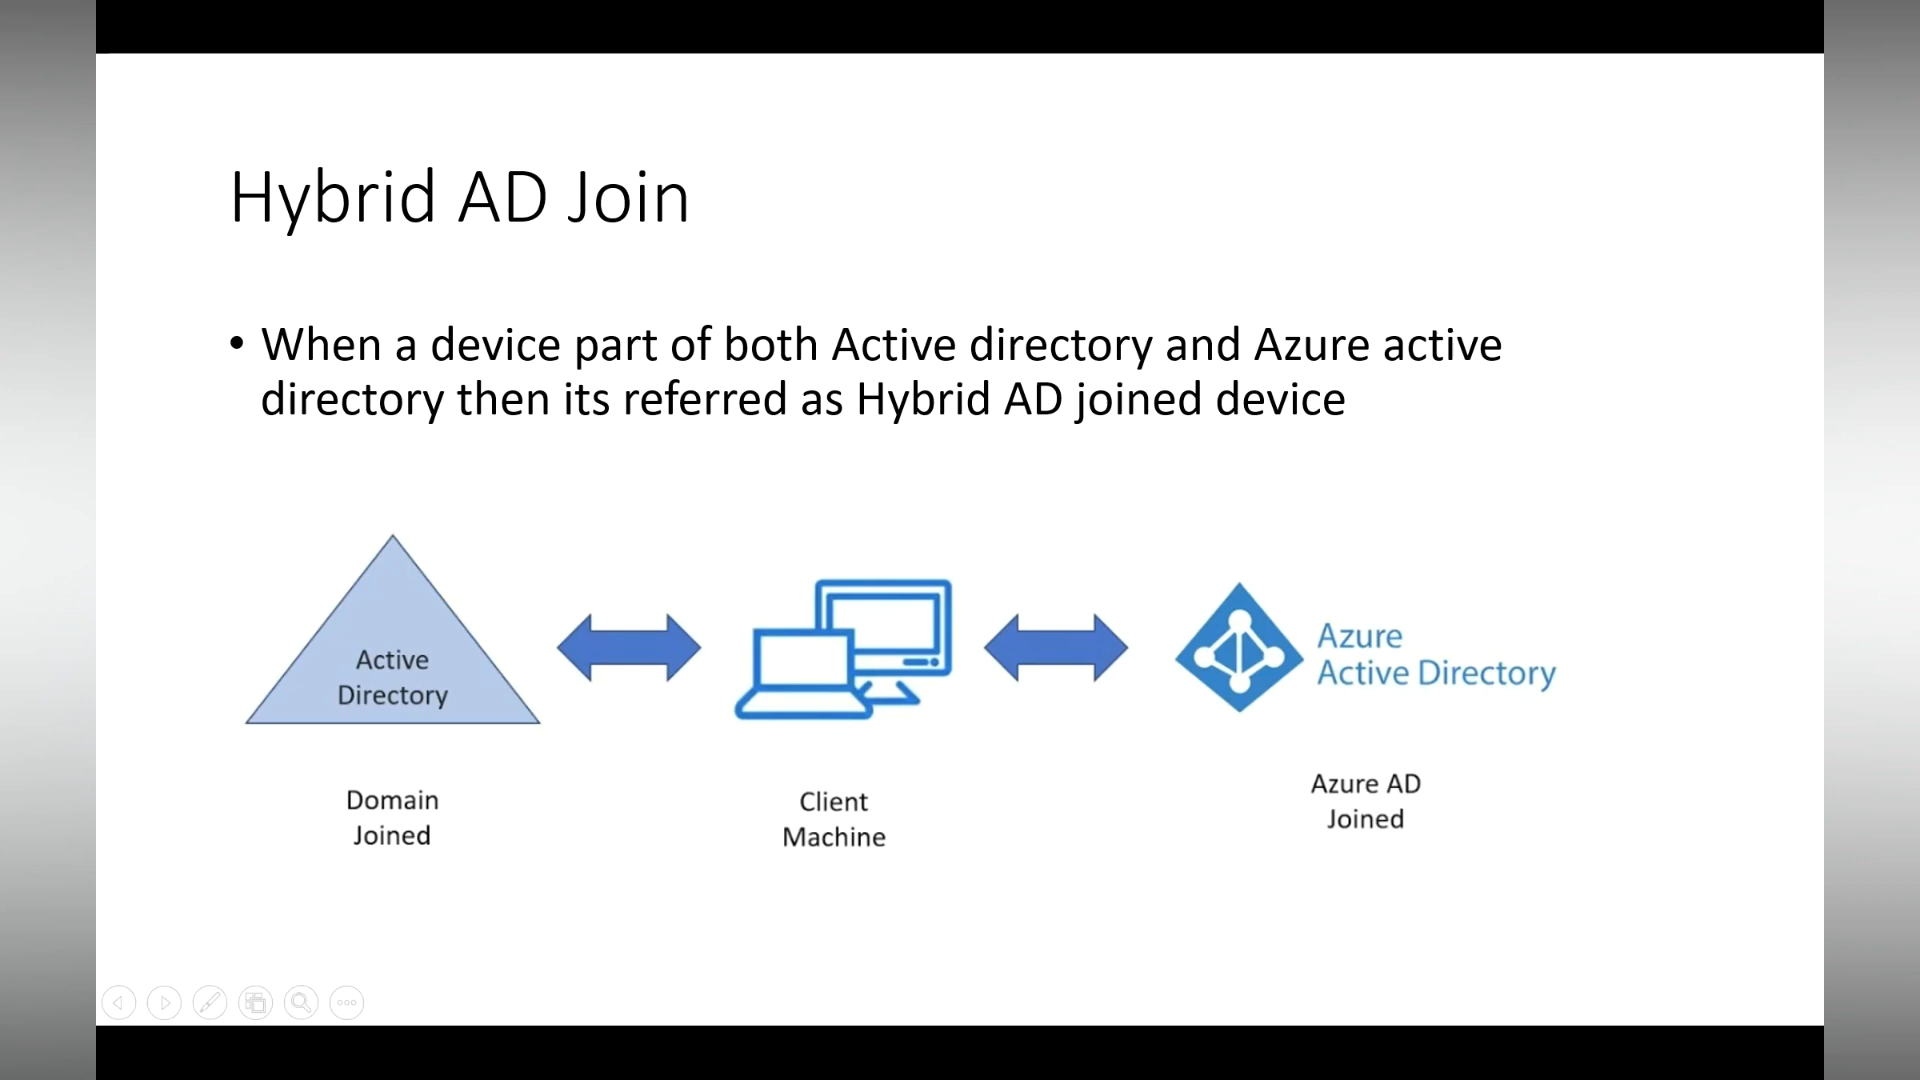 Hybrid AD Join
• When a device part of both Active directory and Azure active
directory then its referred as Hybrid AD joined device
Active
Directory
Azure
Active Directory
Domain
Joined
Client
Machine
Azure AD
Joined